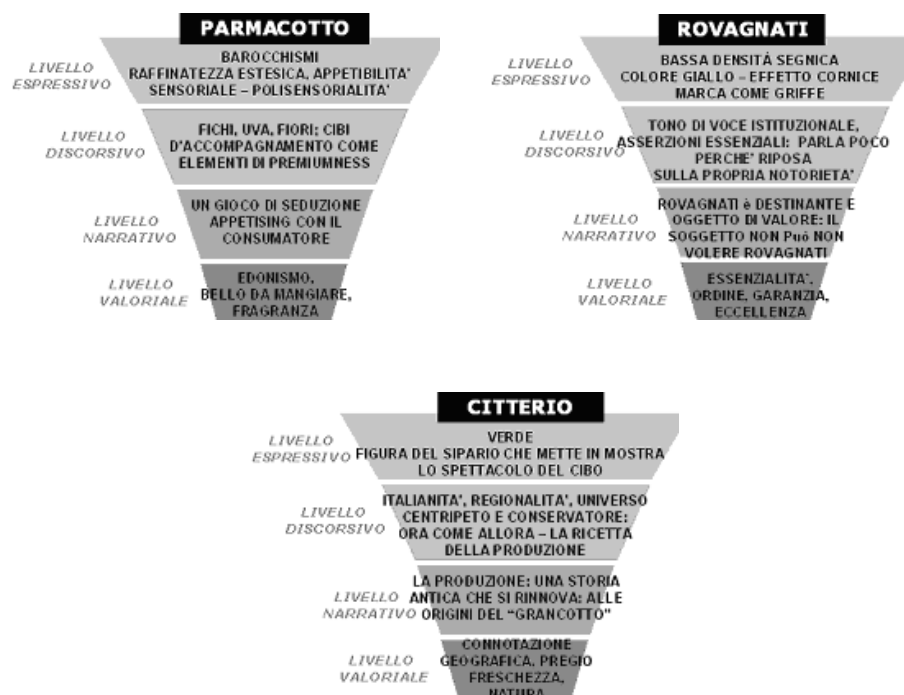 PARMACOTTO
LIVELLO
ESPRESSIVO
BAROCCHISMI
RAFFINATEZZA ESTESICA, APPETIBILITA'
SENSORIALE – POLISENSORIALITA'
LIVELLO
DISCORSIVO
FICHI, UVA, FIORI; CIBI
D'ACCOMPAGNAMENTO COME
ELEMENTI DI PREMIUMNESS
LIVELLO
NARRATIVO
UN GIOCO DI SEDUZIONE
APPETISING CON IL
CONSUMATORE
LIVELLO
VALORIALE
EDONISMO,
BELLO DA MANGIARE,
FRAGRANZA
ROVAGNATI
LIVELLO
ESPRESSIVO
BASSA DENSITÀ SEGNICA
COLORE GIALLO – EFFETTO CORNICE
MARCA COME GRIFFE
LIVELLO
DISCORSIVO
TONO DI VOCE ISTITUZIONALE,
ASSERZIONI ESSENZIALI: PARLA POCO
PERCHE' RIPOSA
SULLA PROPRIA NOTORIETA'
LIVELLO
NARRATIVO
ROVAGNATI è DESTINANTE E
OGGETTO DI VALORE: IL
SOGGETTO NON Può NON
VOLERE ROVAGNATI
LIVELLO
VALORIALE
ESSENZIALITA',
ORDINE, GARANZIA,
ECCELLENZA
CITTERIO
LIVELLO
ESPRESSIVO
VERDE
FIGURA DEL SIPARIO CHE METTE IN MOSTRA
LO SPETTACOLO DEL CIBO
LIVELLO
DISCORSIVO
ITALIANITA', REGIONALITA', UNIVERSO
CENTRIPETO E CONSERVATORE:
ORA COME ALLORA – LA RICETTA
DELLA PRODUZIONE
LIVELLO
NARRATIVO
LA PRODUZIONE: UNA STORIA
ANTICA CHE SI RINNOVA: ALLE
ORIGINI DEL "GRANCOTTO"
LIVELLO
VALORIALE
CONNOTAZIONE
GEOGRAFICA, PREGIO
FRESCHEZZA,
NATURA